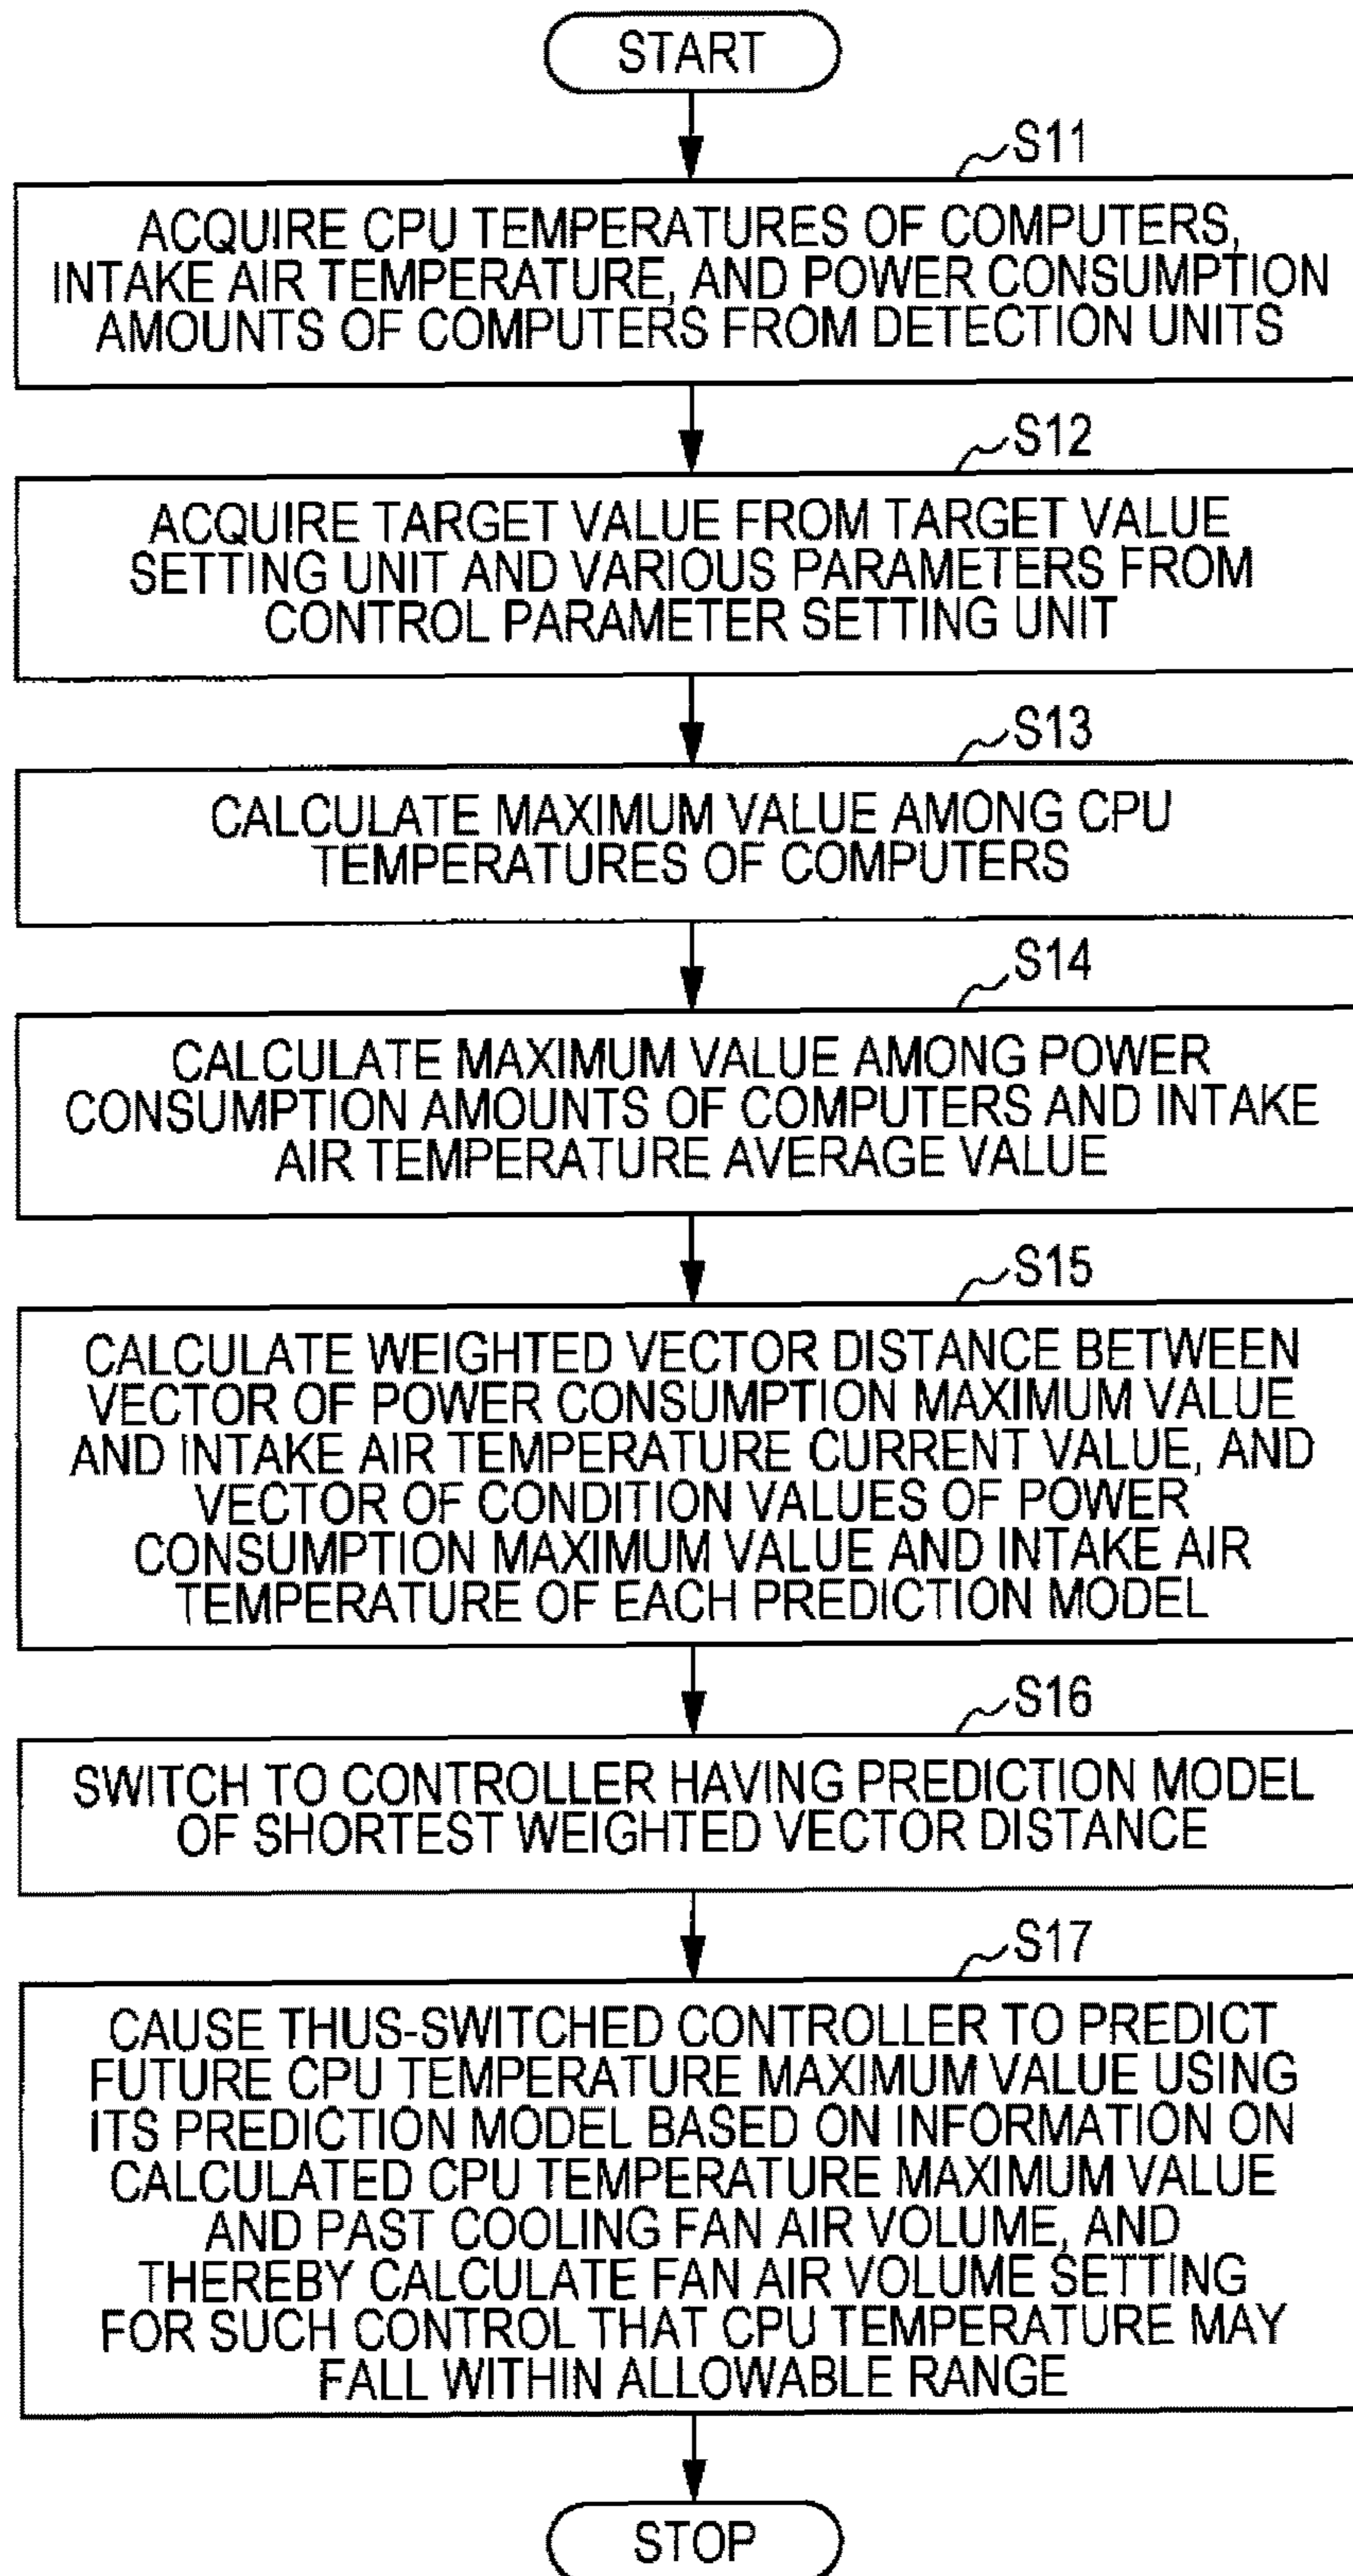 START
S11
ACQUIRE CPU TEMPERATURES OF COMPUTERS,
INTAKE AIR TEMPERATURE, AND POWER CONSUMPTION
AMOUNTS OF COMPUTERS FROM DETECTION UNITS
S12
ACQUIRE TARGET VALUE FROM TARGET VALUE
SETTING UNIT AND VARIOUS PARAMETERS FROM
CONTROL PARAMETER SETTING UNIT
S13
CALCULATE MAXIMUM VALUE AMONG CPU
TEMPERATURES OF COMPUTERS
S14
CALCULATE MAXIMUM VALUE AMONG POWER
CONSUMPTION AMOUNTS OF COMPUTERS AND INTAKE
AIR TEMPERATURE AVERAGE VALUE
S15
CALCULATE WEIGHTED VECTOR DISTANCE BETWEEN
VECTOR OF POWER CONSUMPTION MAXIMUM VALUE
AND INTAKE AIR TEMPERATURE CURRENT VALUE, AND
VECTOR OF CONDITION VALUES OF POWER
CONSUMPTION MAXIMUM VALUE AND INTAKE AIR
TEMPERATURE OF EACH PREDICTION MODEL
S16
SWITCH TO CONTROLLER HAVING PREDICTION MODEL
OF SHORTEST WEIGHTED VECTOR DISTANCE
S17
CAUSE THUS-SWITCHED CONTROLLER TO PREDICT
FUTURE CPU TEMPERATURE MAXIMUM VALUE USING
ITS PREDICTION MODEL BASED ON INFORMATION ON
CALCULATED CPU TEMPERATURE MAXIMUM VALUE
AND PAST COOLING FAN AIR VOLUME, AND
THEREBY CALCULATE FAN AIR VOLUME SETTING
FOR SUCH CONTROL THAT CPU TEMPERATURE MAY
FALL WITHIN ALLOWABLE RANGE
STOP